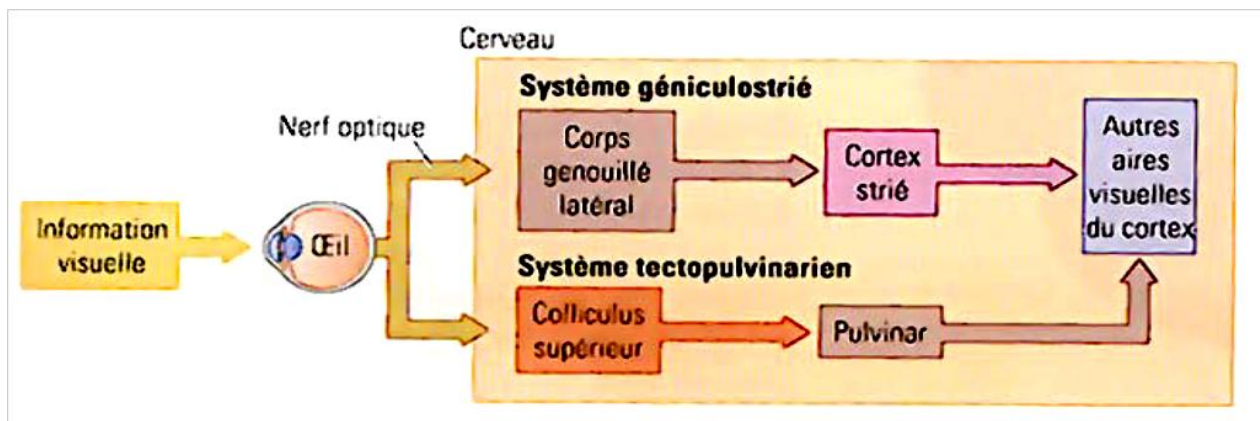 Cerveau
Système géniculostrié
Nerf optique
Corps
genouillé
latéral
Cortex
strié
Autres
aires
visuelles
du cortex
Information
visuelle
Œil
Système tectopulvinarien
Colliculus
supérieur
Pulvinar